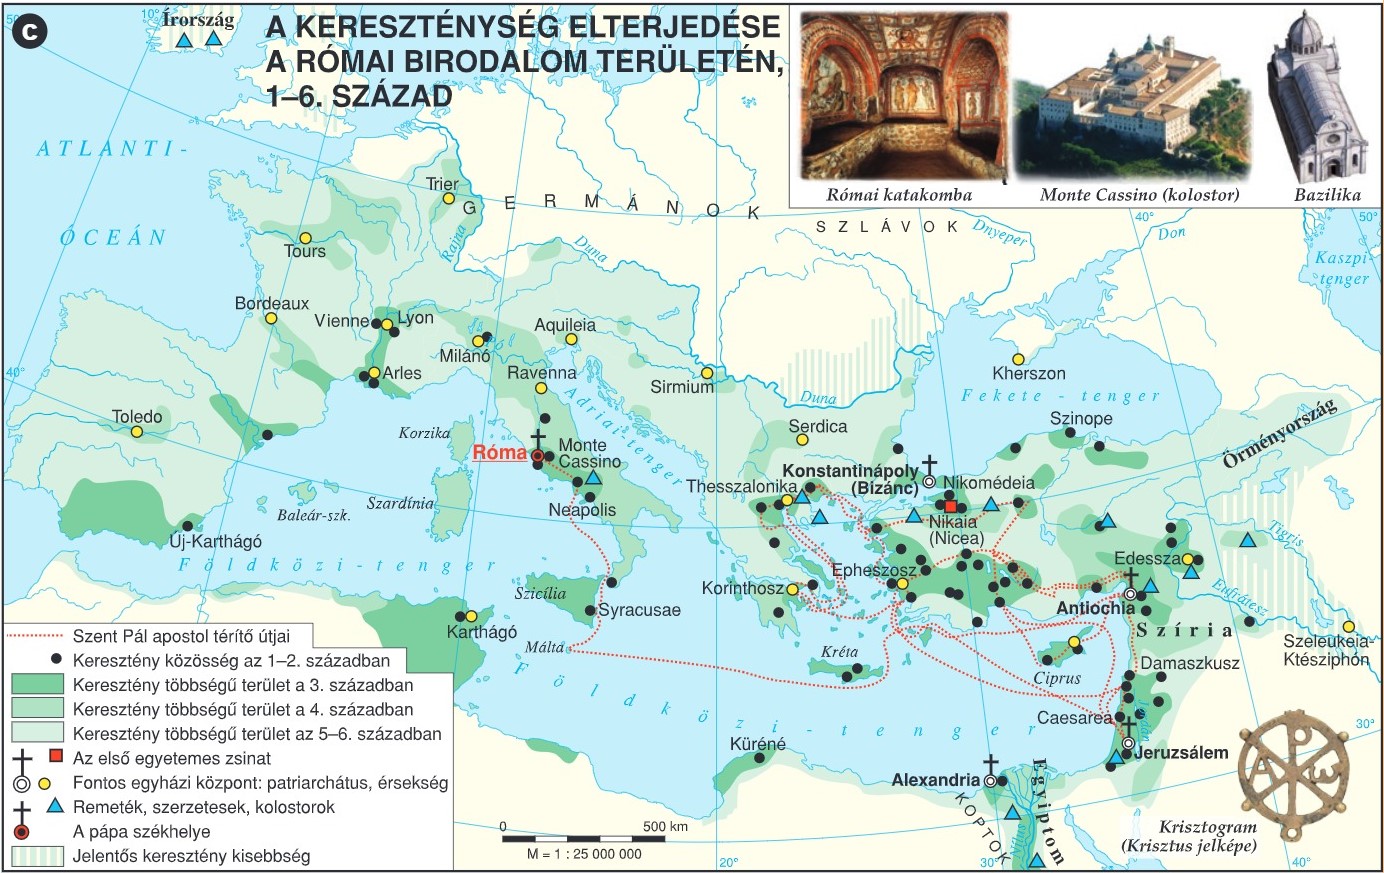 C
A KERESZTÉNYSÉG ELTERJEDÉSE
A RÓMAI BIRODALOM TERÜLETÉN,
1–6. SZÁZAD
Írország
10°
Római katakomba
Monte Cassino (kolostor)
Bazilika
ATLANTI-
ÓCEÁN
Trier
GERMÁNOK
SZLÁVOK
Dnyeper
40°
Don
50°
Kaszpi-
tenger
Tours
Rajna
Duna
Bordeaux
Vienne
Lyon
Milánó
Aquileia
Arles
Ravenna
Sirmium
Kherszon
Duna
Fekete-tenger
40°
Toledo
Korzika
Adriai-tenger
Serdica
Szinope
Örményország
Róma
Monte
Cassino
Konstantinápoly
(Bizánc)
Nikomédeia
Thesszalonika
Szardínia
Baleár-szk.
Neapolis
Nikaia
(Nicea)
Új-Karthágó
Tigris
Földközi-tenger
Edessza
Epheszosz
Korinthosz
Szicília
Syracusae
Antiochia
Eufrátesz
Karthágó
Szíria
Szeleukeia-
Ktésziphón
Málta
Kréta
Ciprus
Damaszkusz
Földközi-tenger
Caesarea
30°
Küréné
Jeruzsálem
Alexandria
Egyiptom
KOPTOK
Krisztogram
(Krisztus jelképe)
20°
30°
40°
Szent Pál apostol térítő útjai
Keresztény közösség az 1–2. században
Keresztény többségű terület a 3. században
Keresztény többségű terület a 4. században
Keresztény többségű terület az 5–6. században
Az első egyetemes zsinat
Fontos egyházi központ: patriarchátus, érsekség
Remeték, szerzetesek, kolostorok
A pápa székhelye
Jelentős keresztény kisebbség
0 500 km
M = 1 : 25 000 000